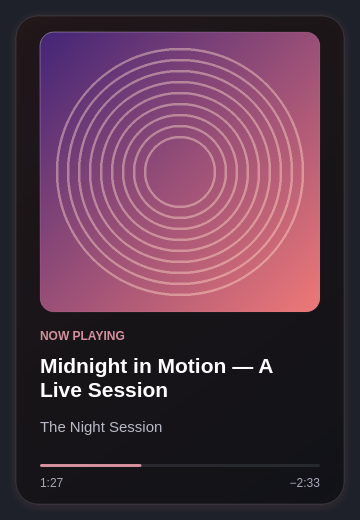 NOW PLAYING
Midnight in Motion — A
Live Session
The Night Session
1:27
−2:33